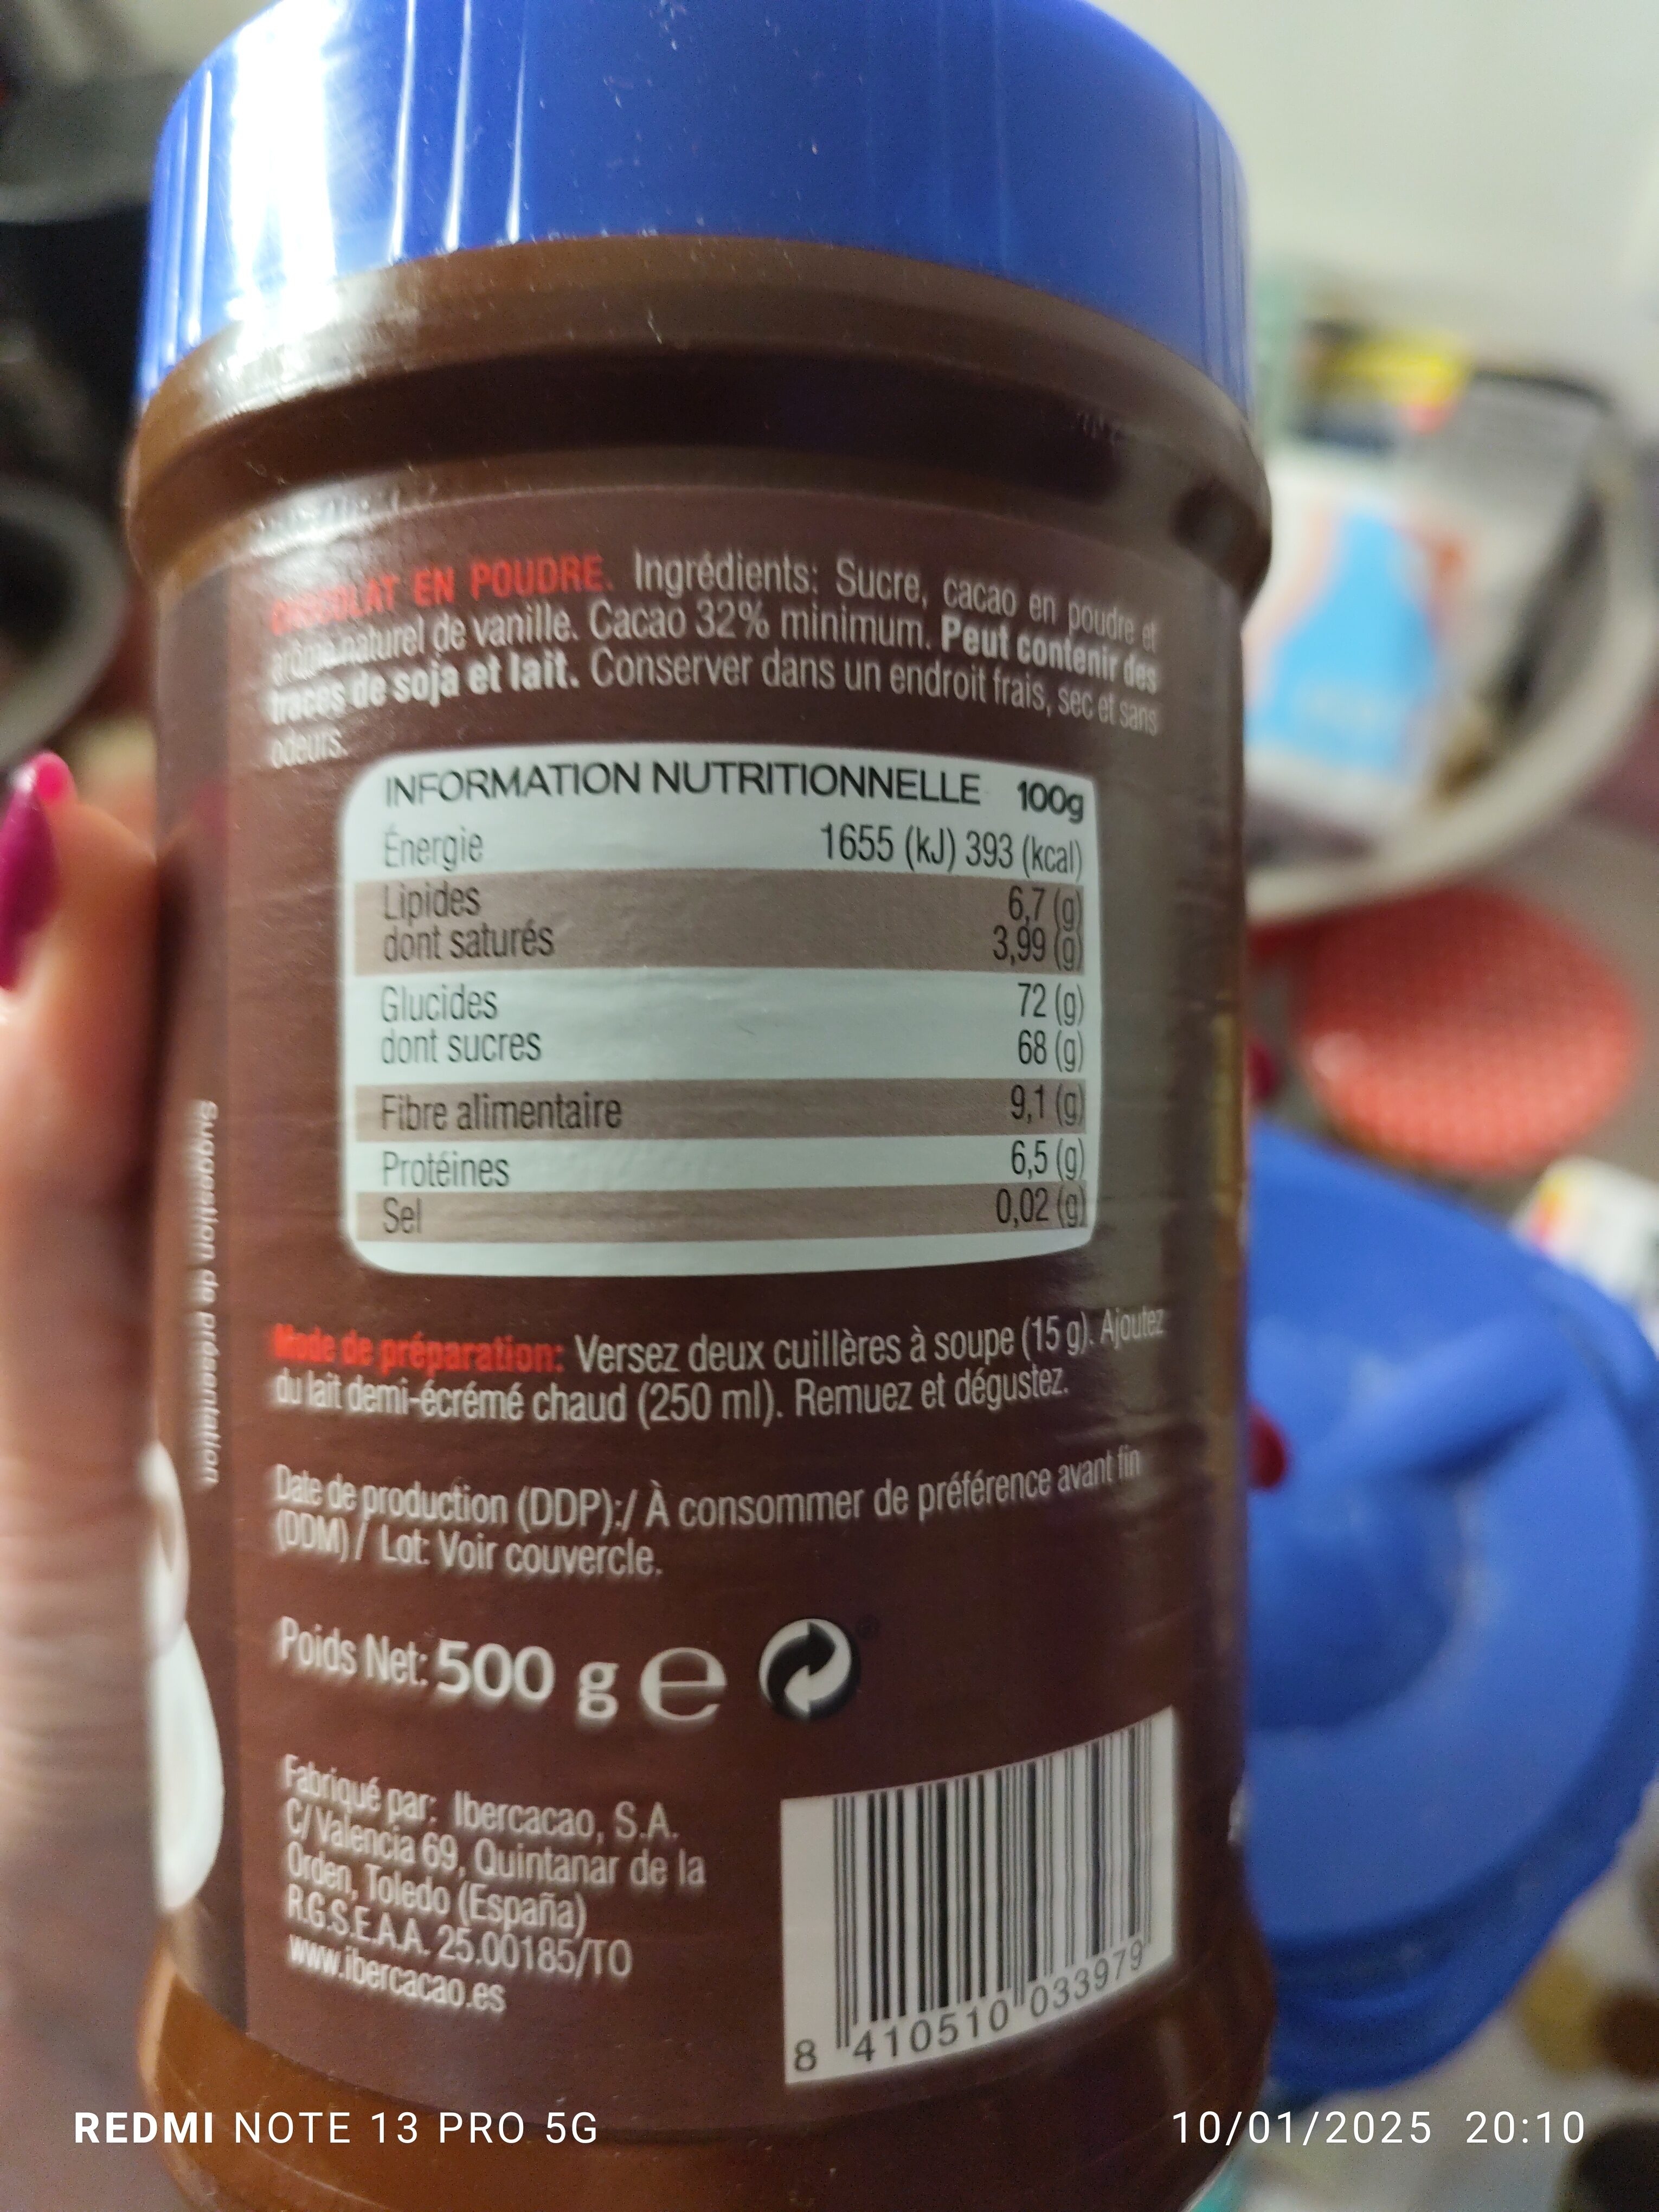 CHOCOLAT EN POUDRE. Ingrédients: Sucre, cacao en poudre et
arôme naturel de vanille. Cacao 32% minimum. Peut contenir des
traces de soja et lait. Conserver dans un endroit frais, sec et sans
odeurs.
INFORMATION NUTRITIONNELLE 100g
Énergie 1655 (kJ) 393 (kcal)
Lipides 6,7 (g)
dont saturés 3,99 (g)
Glucides 72 (g)
dont sucres 68 (g)
Fibre alimentaire 9,1 (g)
Protéines 6,5 (g)
Sel 0,02 (g)
Suggestion de présentation
Mode de préparation: Versez deux cuillères à soupe (15 g). Ajoutez
du lait demi-écrémé chaud (250 ml). Remuez et dégustez.
Date de production (DDP):/ À consommer de préférence avant fin
(DDM) / Lot: Voir couvercle.
Poids Net: 500 g e
Fabriqué par: Ibercacao, S.A.
C/ Valencia 69, Quintanar de la
Orden, Toledo (España)
R.G.S.E.A.A. 25.00185/TO
www.ibercacao.es
8 410510 033979
REDMI NOTE 13 PRO 5G
10/01/2025 20:10